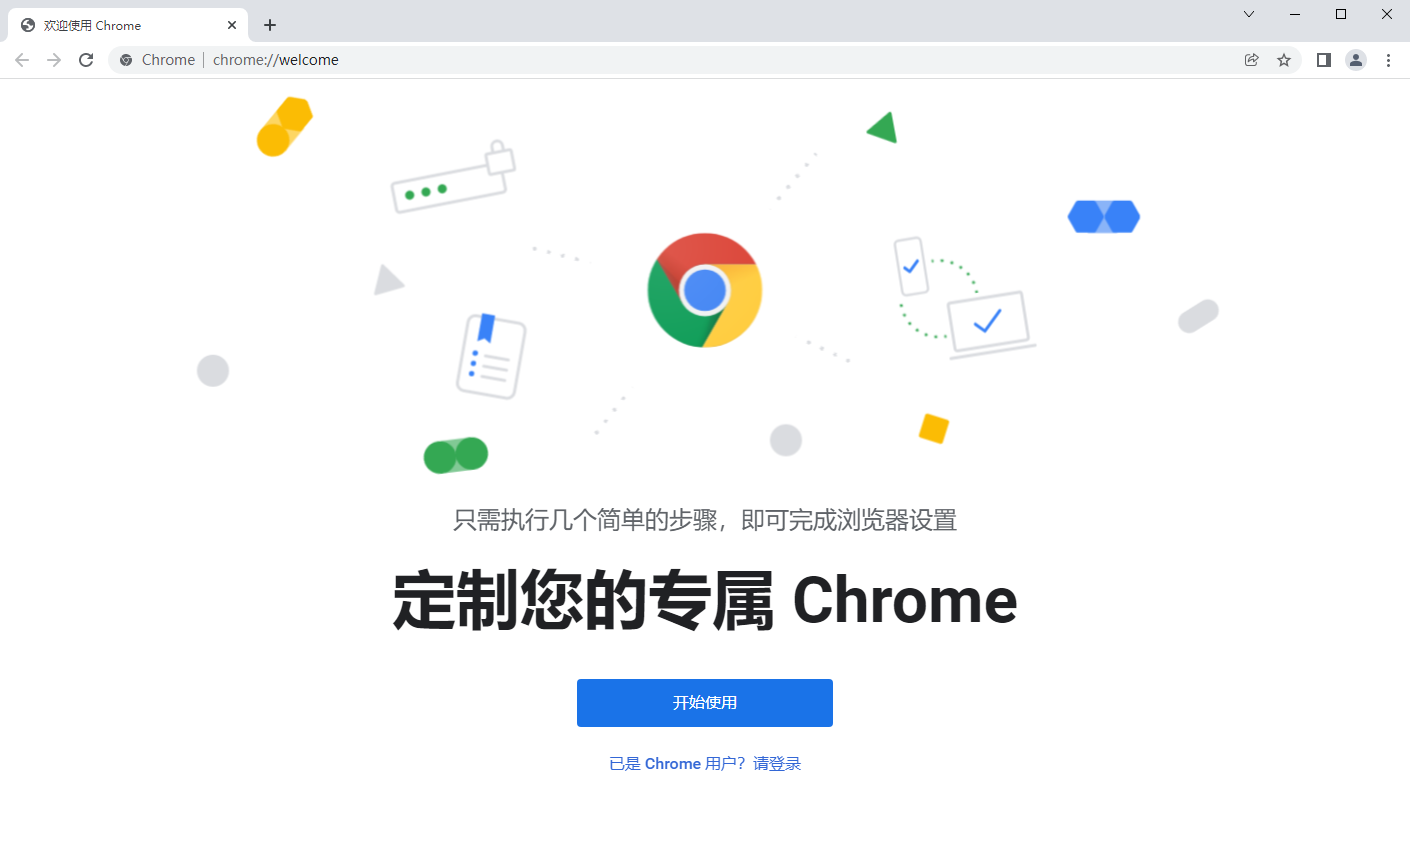 欢迎使用 Chrome
Chrome
chrome://welcome
只需执行几个简单的步骤，即可完成浏览器设置
定制您的专属 Chrome
开始使用
已是 Chrome 用户？请登录